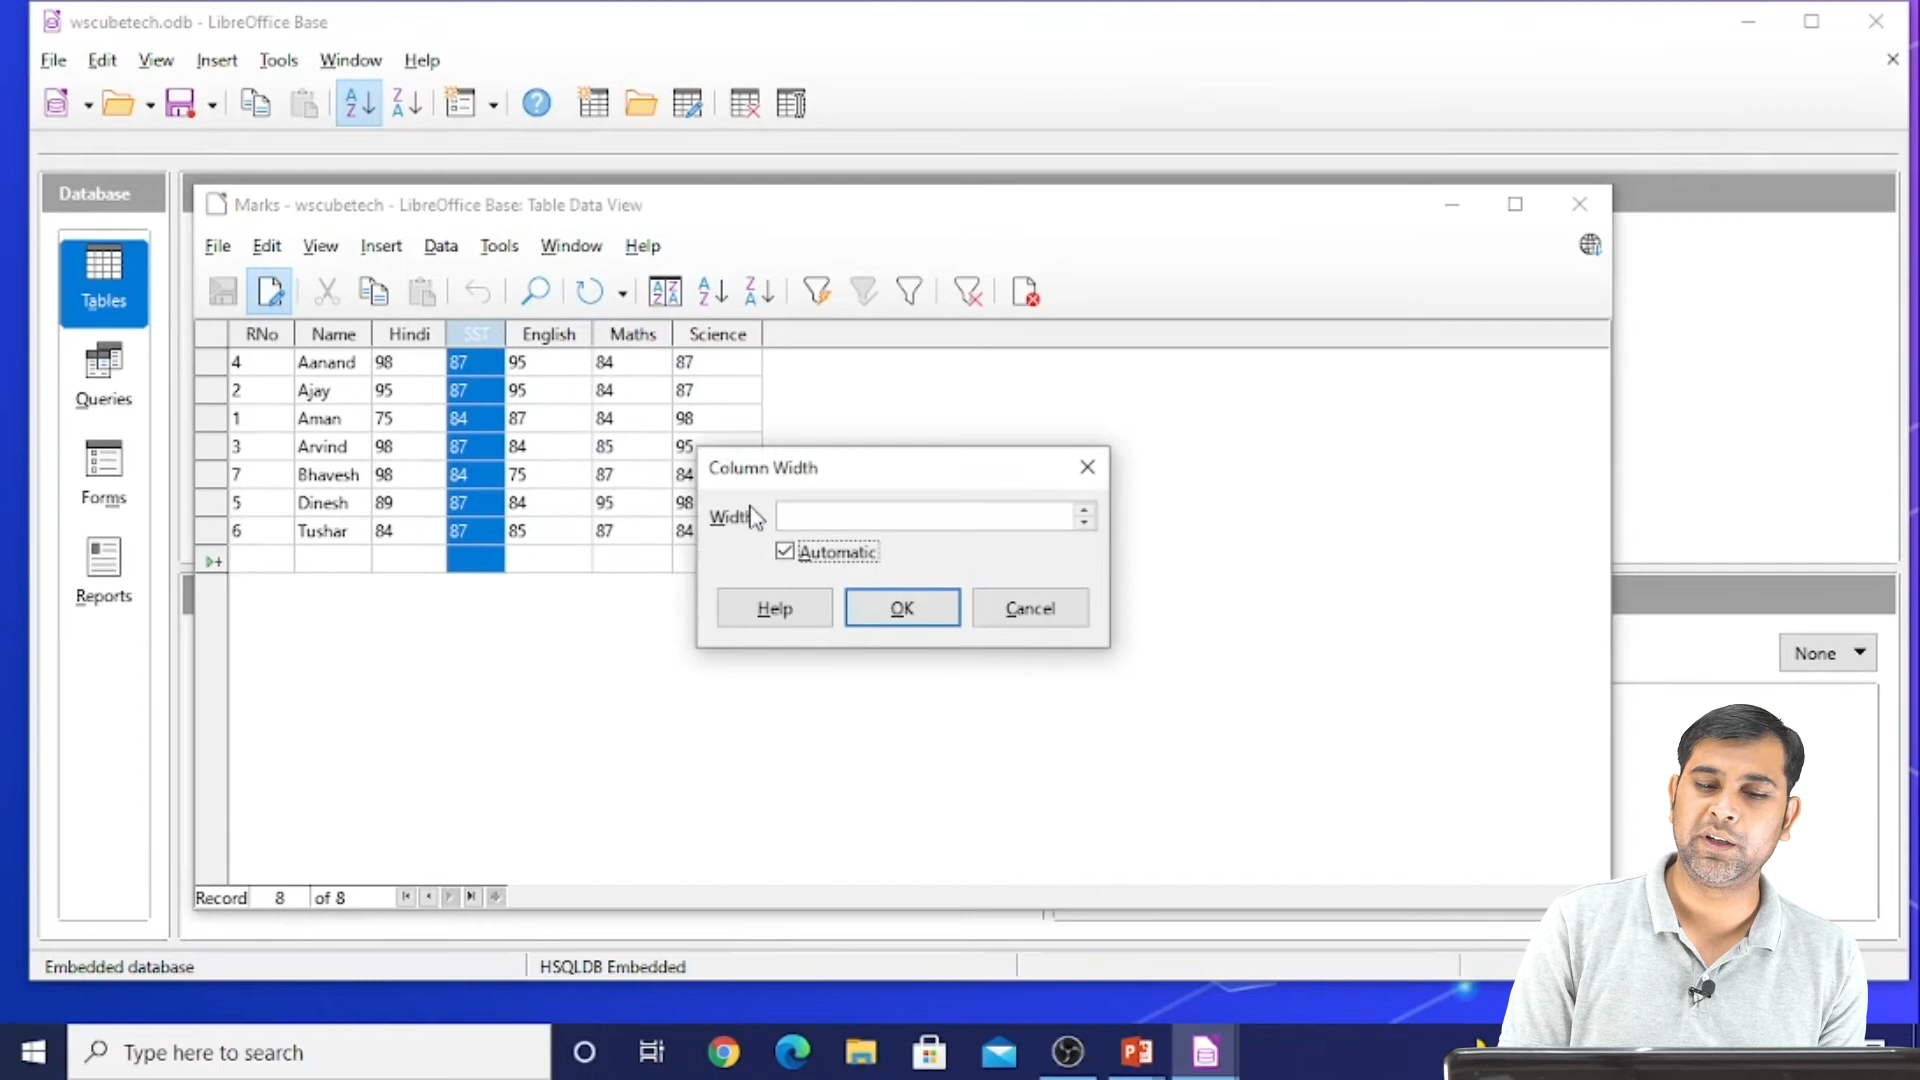 wscubetech.odb - LibreOffice Base
File Edit View Insert Tools Window Help
Database
Tables
Queries
Forms
Reports
Marks - wscubetech - LibreOffice Base: Table Data View
File Edit View Insert Data Tools Window Help
RNo Name Hindi SST English Maths Science
4 Aanand 98 87 95 84 87
2 Ajay 95 87 95 84 87
1 Aman 75 84 87 84 98
3 Arvind 98 87 84 85 95
7 Bhavesh 98 84 75 87 84
5 Dinesh 89 87 84 95 98
6 Tushar 84 87 85 87 84
Column Width
Width
Automatic
Help OK Cancel
None
Record 8 of 8
Embedded database HSQLDB Embedded
Type here to search